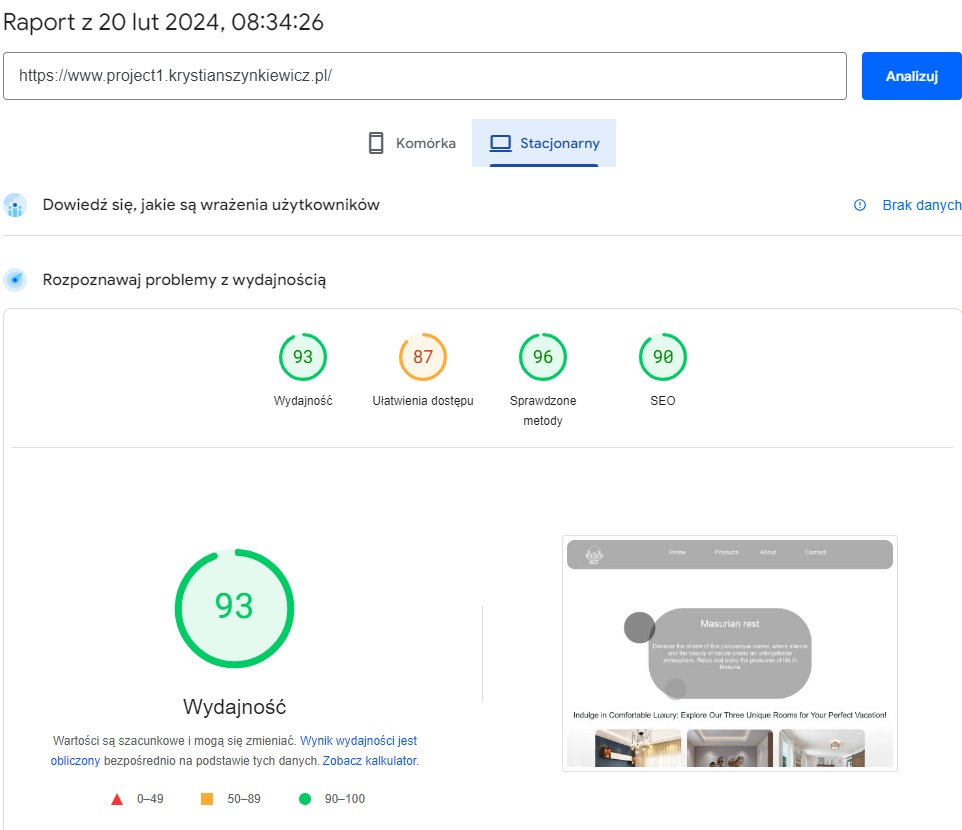 Raport z 20 lut 2024, 08:34:26
https://www.project1.krystianszynkiewicz.pl/
Analizuj
Komórka
Stacjonarny
Dowiedź się, jakie są wrażenia użytkowników
Brak danych
Rozpoznawaj problemy z wydajnością
93
87
96
90
Wydajność
Ułatwienia dostępu
Sprawdzone
metody
SEO
93
Wydajność
Wartości są szacunkowe i mogą się zmieniać. Wynik wydajności jest
obliczony bezpośrednio na podstawie tych danych. Zobacz kalkulator.
0–49
50–89
90–100
Home
Products
About
Contact
Masurian rest
Discover the charm of this picturesque corner, where silence
and the beauty of nature create an unforgettable
atmosphere. Relax and enjoy the pleasures of life in
Masuria!
Indulge in Comfortable Luxury: Explore Our Three Unique Rooms for Your Perfect Vacation!